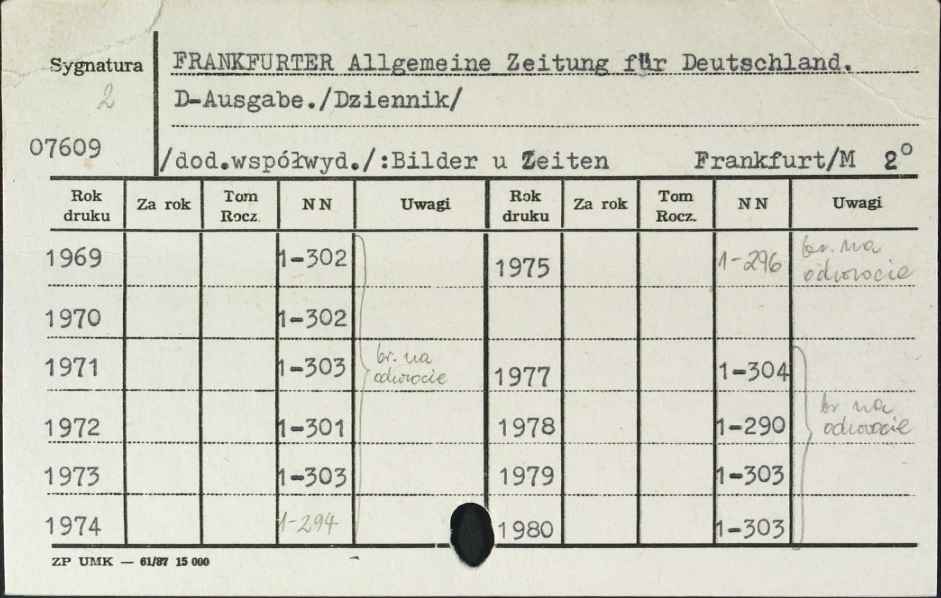 Sygnatura
2
07609
FRANKFURTER Allgemeine Zeitung für Deutschland.
D-Ausgabe./Dziennik/
/dod.współwyd./:Bilder u Zeiten Frankfurt/M 2°
Rok druku Za rok Tom Rocz. NN Uwagi Rok druku Za rok Tom Rocz. NN Uwagi
1969 1-302 1975 1-296 br. na odwrocie
1970 1-302
1971 1-303 br. na odwrocie 1977 1-304
1972 1-301 1978 1-290 br na odwrocie
1973 1-303 1979 1-303
1974 1-294 1980 1-303
ZP UMK — 61/87 15 000